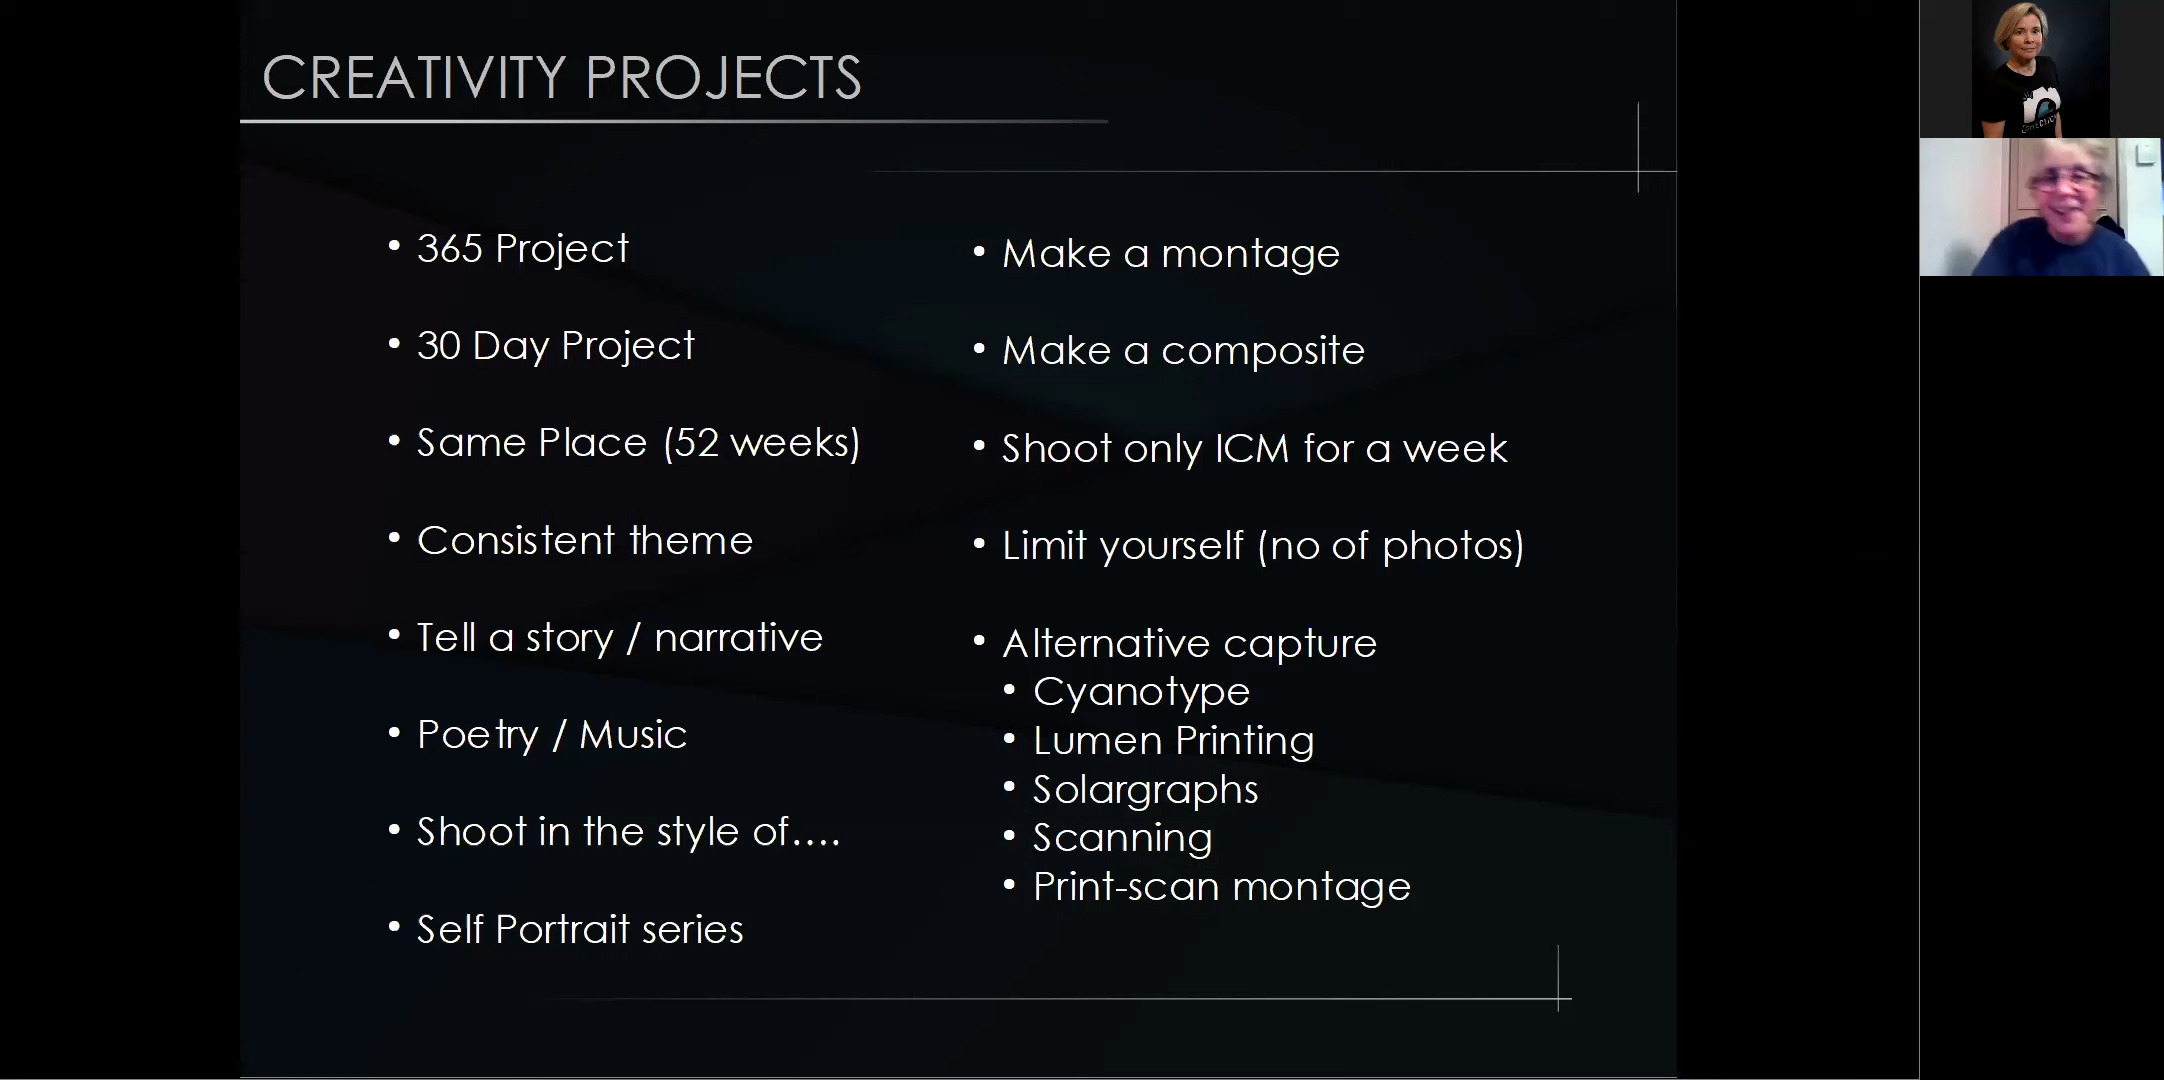 CREATIVITY PROJECTS
• 365 Project
• 30 Day Project
• Same Place (52 weeks)
• Consistent theme
• Tell a story / narrative
• Poetry / Music
• Shoot in the style of....
• Self Portrait series
• Make a montage
• Make a composite
• Shoot only ICM for a week
• Limit yourself (no of photos)
• Alternative capture
• Cyanotype
• Lumen Printing
• Solargraphs
• Scanning
• Print-scan montage